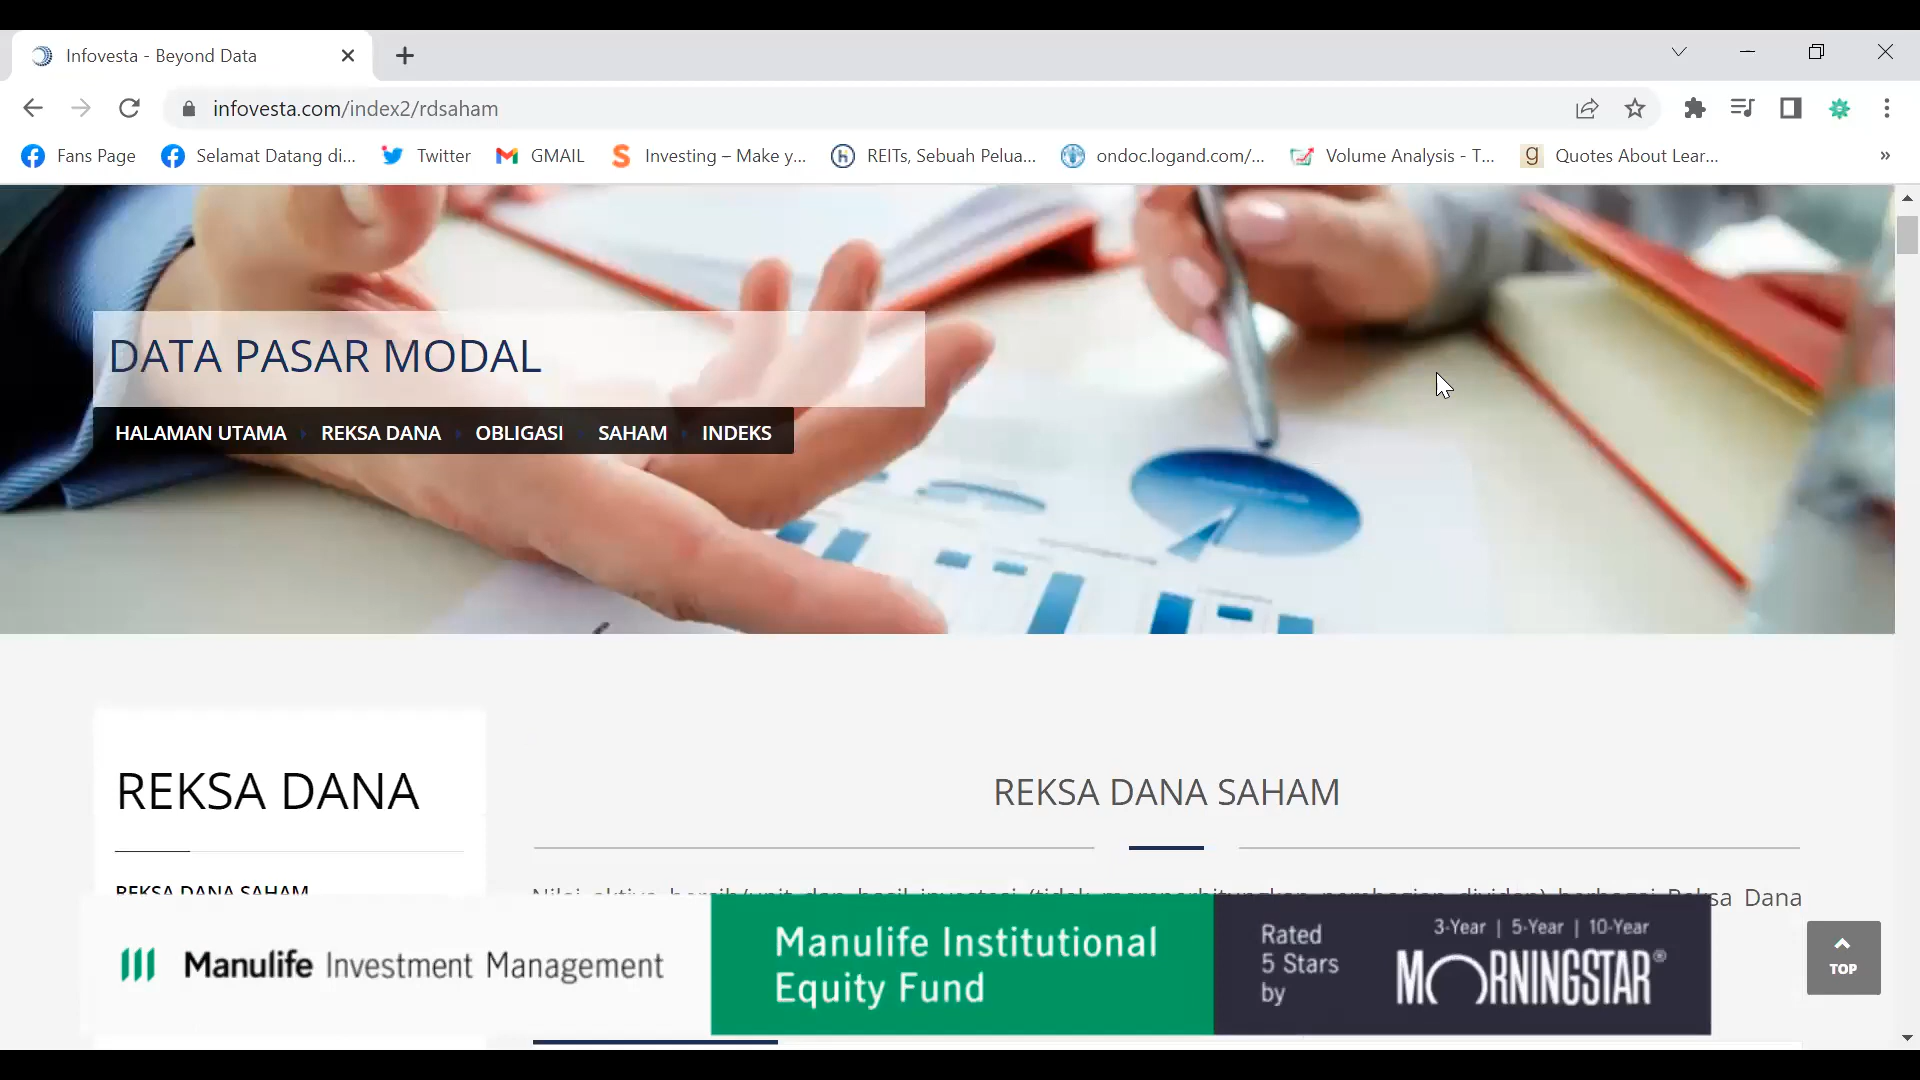 Infovesta - Beyond Data
infovesta.com/index2/rdsaham
Fans Page
Selamat Datang di...
Twitter
GMAIL
Investing – Make y...
REITs, Sebuah Pelua...
ondoc.logand.com/...
Volume Analysis - T...
Quotes About Lear...
»
DATA PASAR MODAL
HALAMAN UTAMA REKSA DANA OBLIGASI SAHAM INDEKS
REKSA DANA
REKSA DANA SAHAM
REKSA DANA SAHAM
Nilai aktiva bersih/unit dan hasil investasi (tidak memperhitungkan pembagian dividen) berbagai Reksa Dana
Manulife Investment Management
Manulife Institutional
Equity Fund
Rated
5 Stars
by
3-Year | 5-Year | 10-Year
MORNINGSTAR®
TOP